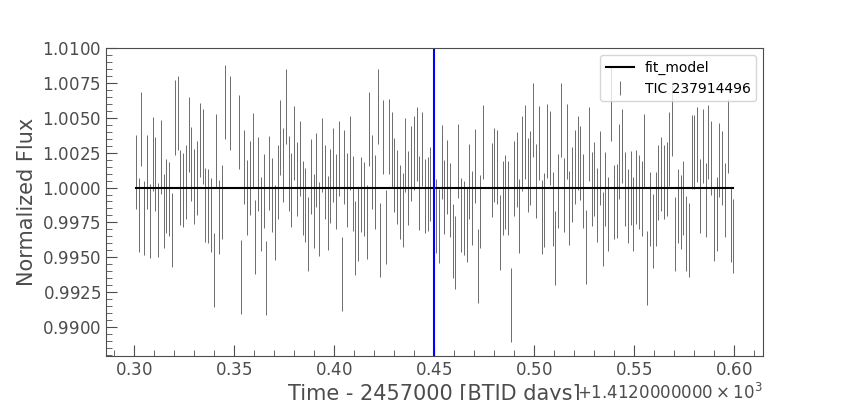 1.0100
1.0075
1.0050
1.0025
1.0000
0.9975
0.9950
0.9925
0.9900
Normalized Flux
fit_model
TIC 237914496
0.30 0.35 0.40 0.45 0.50 0.55 0.60
Time - 2457000 [BTJD days] +1.4120000000 × 10³